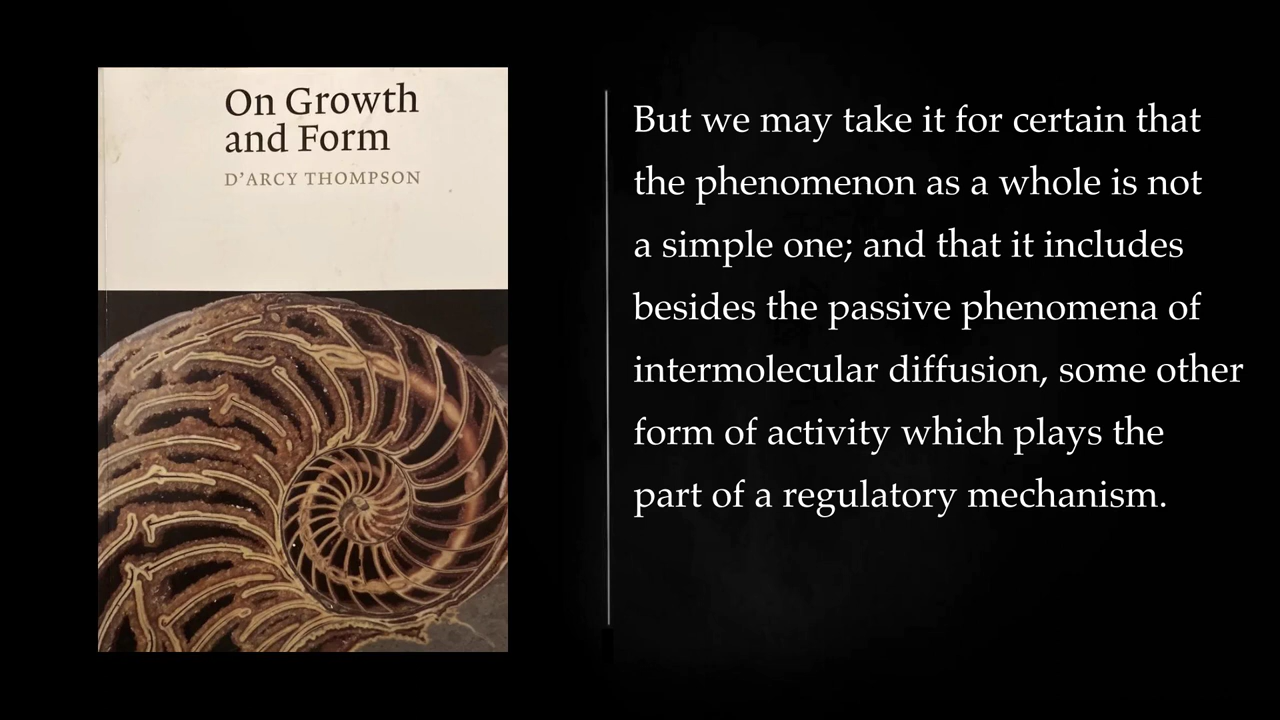 On Growth
and Form
D'ARCY THOMPSON
But we may take it for certain that
the phenomenon as a whole is not
a simple one; and that it includes
besides the passive phenomena of
intermolecular diffusion, some other
form of activity which plays the
part of a regulatory mechanism.